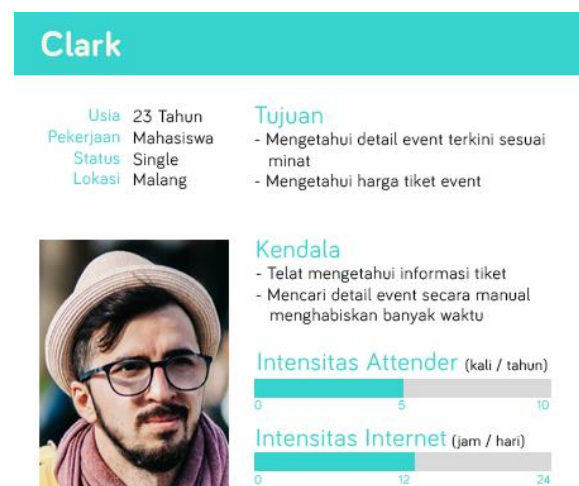 Clark
Usia 23 Tahun
Pekerjaan Mahasiswa
Status Single
Lokasi Malang
Tujuan
- Mengetahui detail event terkini sesuai
minat
- Mengetahui harga tiket event
Kendala
- Telat mengetahui informasi tiket
- Mencari detail event secara manual
menghabiskan banyak waktu
Intensitas Attender (kali / tahun)
0 5 10
Intensitas Internet (jam / hari)
0 12 24